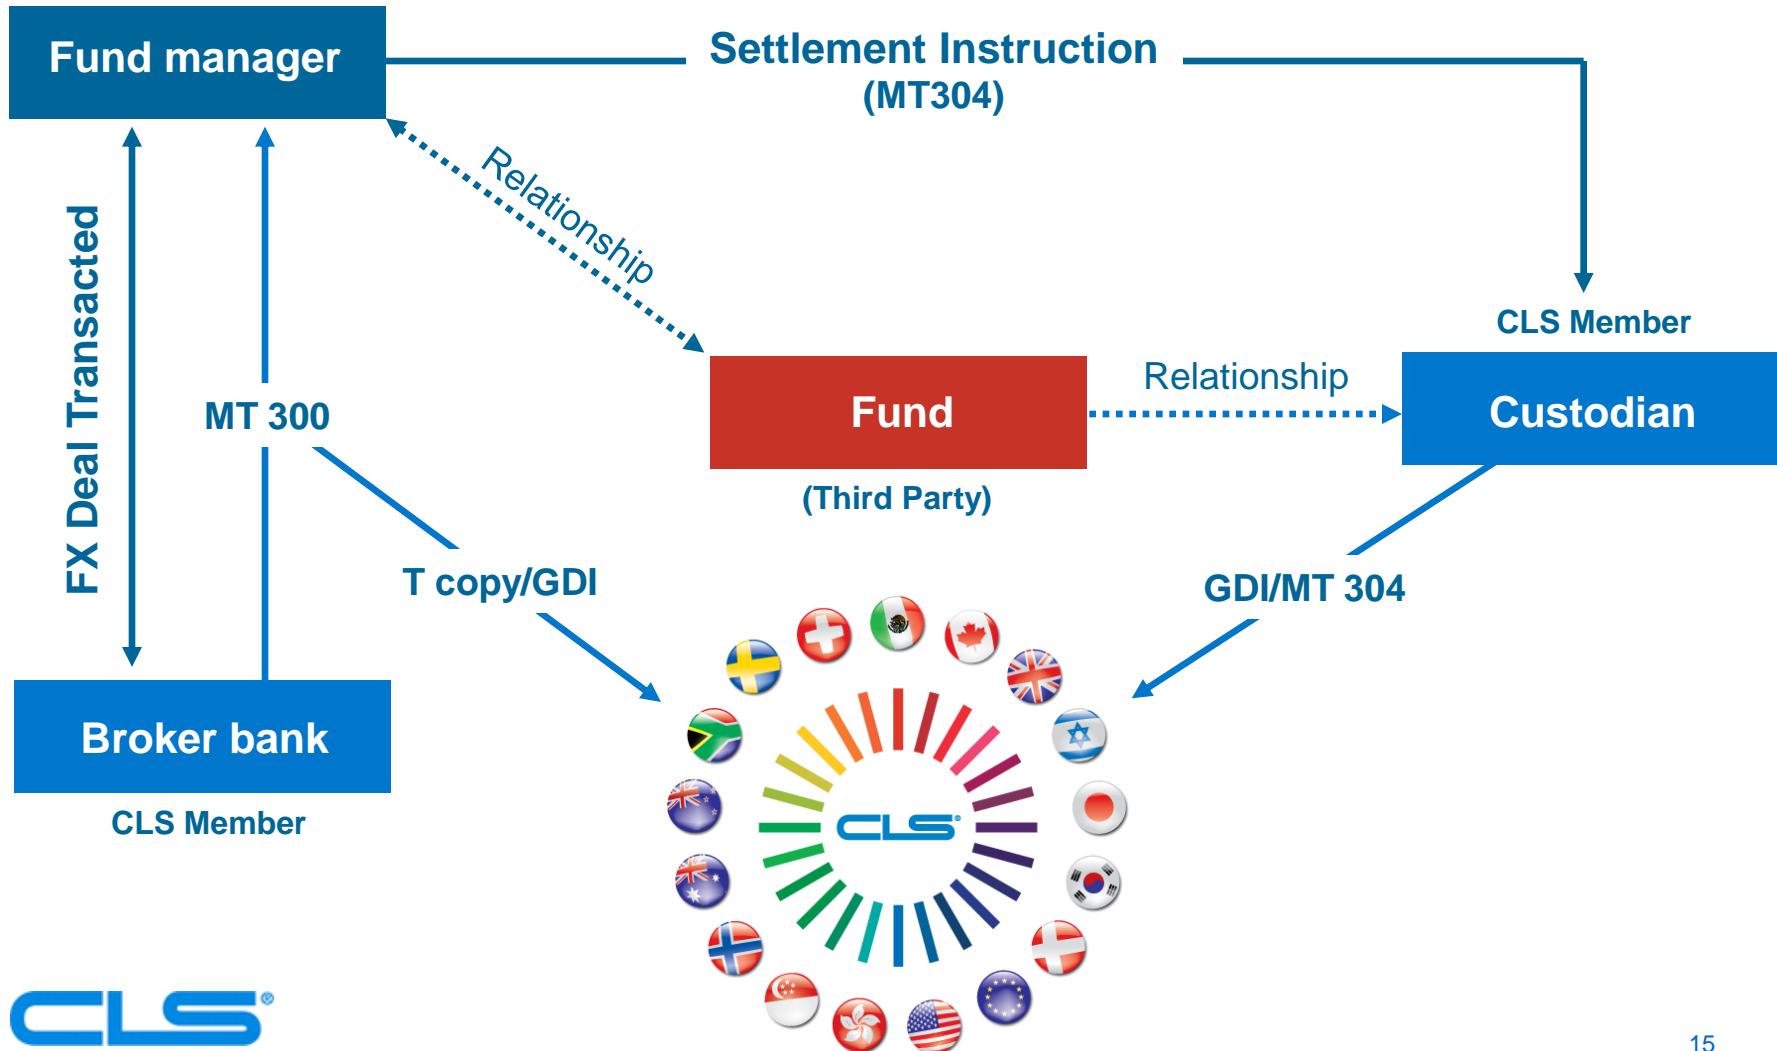 Fund manager
Settlement Instruction
(MT304)
Relationship
FX Deal Transacted
CLS Member
Relationship
MT 300
Fund
Custodian
(Third Party)
T copy/GDI
GDI/MT 304
Broker bank
CLS Member
CLS®
CLS®
15